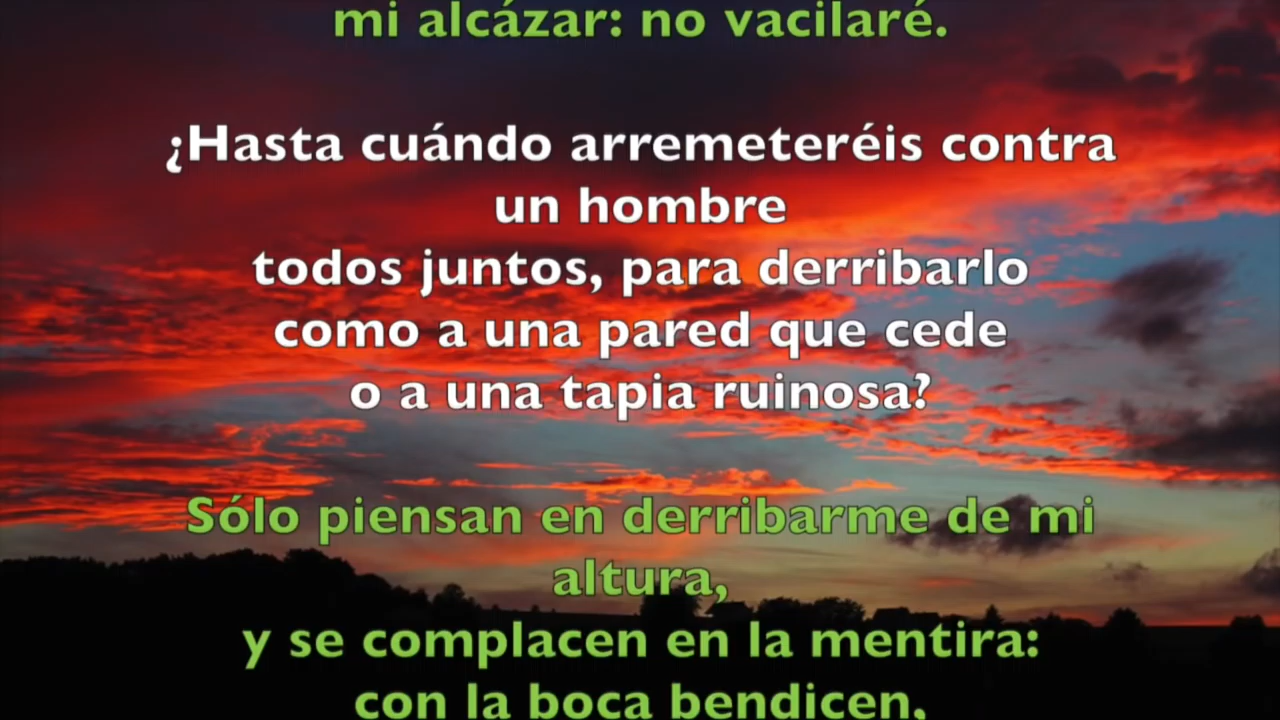 mi alcázar: no vacilaré.
¿Hasta cuándo arremeteréis contra
un hombre
todos juntos, para derribarlo
como a una pared que cede
o a una tapia ruinosa?
Sólo piensan en derribarme de mi
altura,
y se complacen en la mentira:
con la boca bendicen,